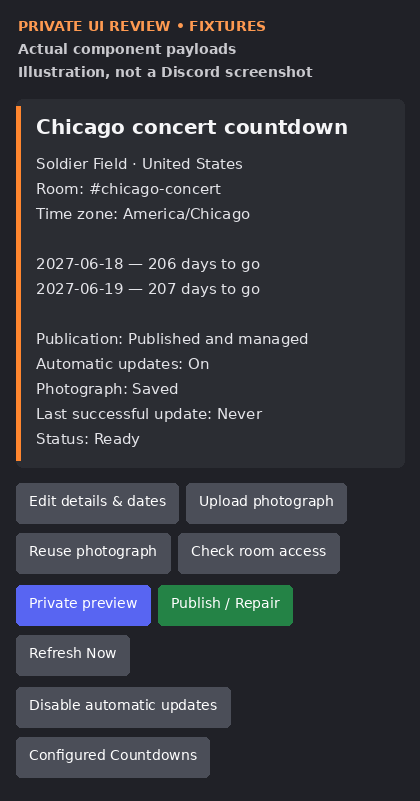 PRIVATE UI REVIEW • FIXTURES
Actual component payloads
Illustration, not a Discord screenshot
Chicago concert countdown
Soldier Field · United States
Room: #chicago-concert
Time zone: America/Chicago
2027-06-18 — 206 days to go
2027-06-19 — 207 days to go
Publication: Published and managed
Automatic updates: On
Photograph: Saved
Last successful update: Never
Status: Ready
Edit details & dates
Upload photograph
Reuse photograph
Check room access
Private preview
Publish / Repair
Refresh Now
Disable automatic updates
Configured Countdowns